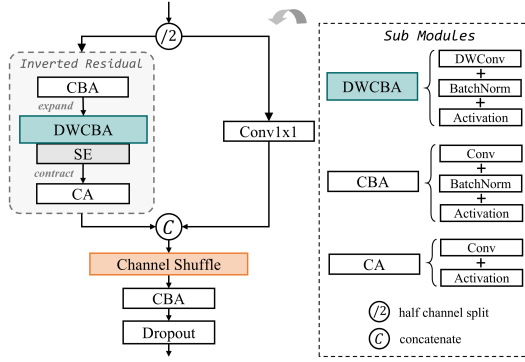 /2
Inverted Residual
CBA
expand
DWCBA
SE
contract
CA
Conv1x1
C
Channel Shuffle
CBA
Dropout
Sub Modules
DWCBA
DWConv
+
BatchNorm
+
Activation
CBA
Conv
+
BatchNorm
+
Activation
CA
Conv
+
Activation
/2 half channel split
C concatenate